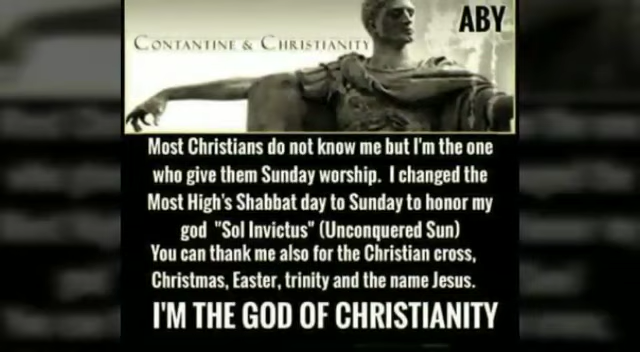 ABY
CONTANTINE & CHRISTIANITY
Most Christians do not know me but I'm the one
who give them Sunday worship. I changed the
Most High's Shabbat day to Sunday to honor my
god "Sol Invictus" (Unconquered Sun)
You can thank me also for the Christian cross,
Christmas, Easter, trinity and the name Jesus.
I'M THE GOD OF CHRISTIANITY